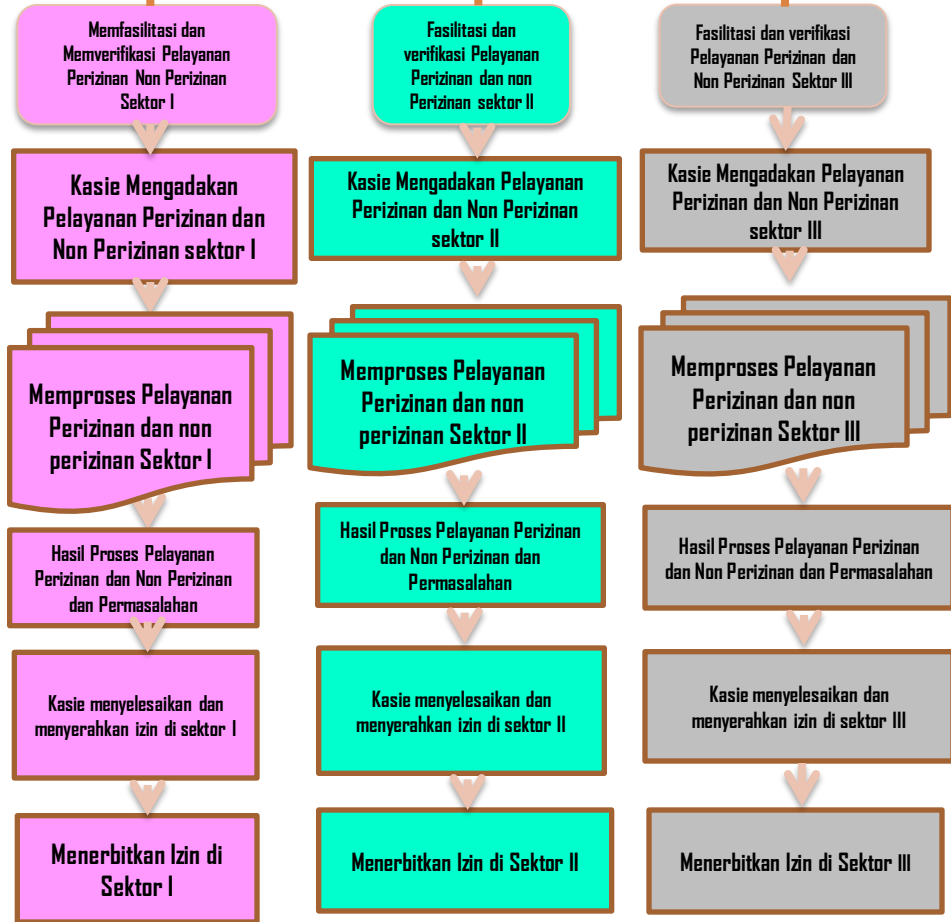 Memfasilitasi dan
Memverifikasi Pelayanan
Perizinan Non Perizinan
Sektor I
Kasie Mengadakan
Pelayanan Perizinan dan
Non Perizinan sektor I
Memproses Pelayanan
Perizinan dan non
perizinan Sektor I
Hasil Proses Pelayanan
Perizinan dan Non Perizinan
dan Permasalahan
Kasie menyelesaikan dan
menyerahkan izin di sektor I
Menerbitkan Izin di
Sektor I
Fasilitasi dan
verifikasi Pelayanan
Perizinan dan non
Perizinan sektor II
Kasie Mengadakan Pelayanan
Perizinan dan Non Perizinan
sektor II
Memproses Pelayanan
Perizinan dan non
perizinan Sektor II
Hasil Proses Pelayanan Perizinan
dan Non Perizinan dan
Permasalahan
Kasie menyelesaikan dan
menyerahkan izin di sektor II
Menerbitkan Izin di Sektor II
Fasilitasi dan verifikasi
Pelayanan Perizinan dan
Non Perizinan Sektor III
Kasie Mengadakan Pelayanan
Perizinan dan Non Perizinan
sektor III
Memproses Pelayanan
Perizinan dan non
perizinan Sektor III
Hasil Proses Pelayanan Perizinan
dan Non Perizinan dan Permasalahan
Kasie menyelesaikan dan
menyerahkan izin di sektor III
Menerbitkan Izin di Sektor III